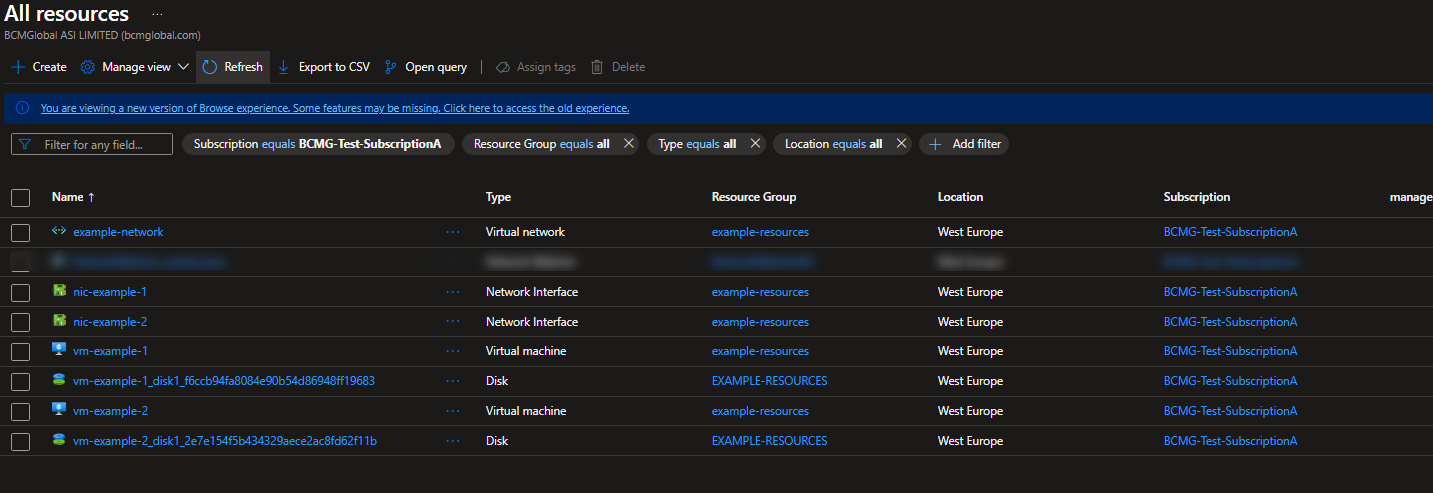 All resources ...
BCMGlobal ASI LIMITED (bcmglobal.com)
Create Manage view Refresh Export to CSV Open query Assign tags Delete
You are viewing a new version of Browse experience. Some features may be missing. Click here to access the old experience.
Filter for any field... Subscription equals BCMG-Test-SubscriptionA Resource Group equals all Type equals all Location equals all Add filter
Name ↑ Type Resource Group Location Subscription manage
example-network ... Virtual network example-resources West Europe BCMG-Test-SubscriptionA
nic-example-1 ... Network Interface example-resources West Europe BCMG-Test-SubscriptionA
nic-example-2 ... Network Interface example-resources West Europe BCMG-Test-SubscriptionA
vm-example-1 ... Virtual machine example-resources West Europe BCMG-Test-SubscriptionA
vm-example-1_disk1_f6ccb94fa8084e90b54d86948ff19683 ... Disk EXAMPLE-RESOURCES West Europe BCMG-Test-SubscriptionA
vm-example-2 ... Virtual machine example-resources West Europe BCMG-Test-SubscriptionA
vm-example-2_disk1_2e7e154f5b434329aece2ac8fd62f11b ... Disk EXAMPLE-RESOURCES West Europe BCMG-Test-SubscriptionA